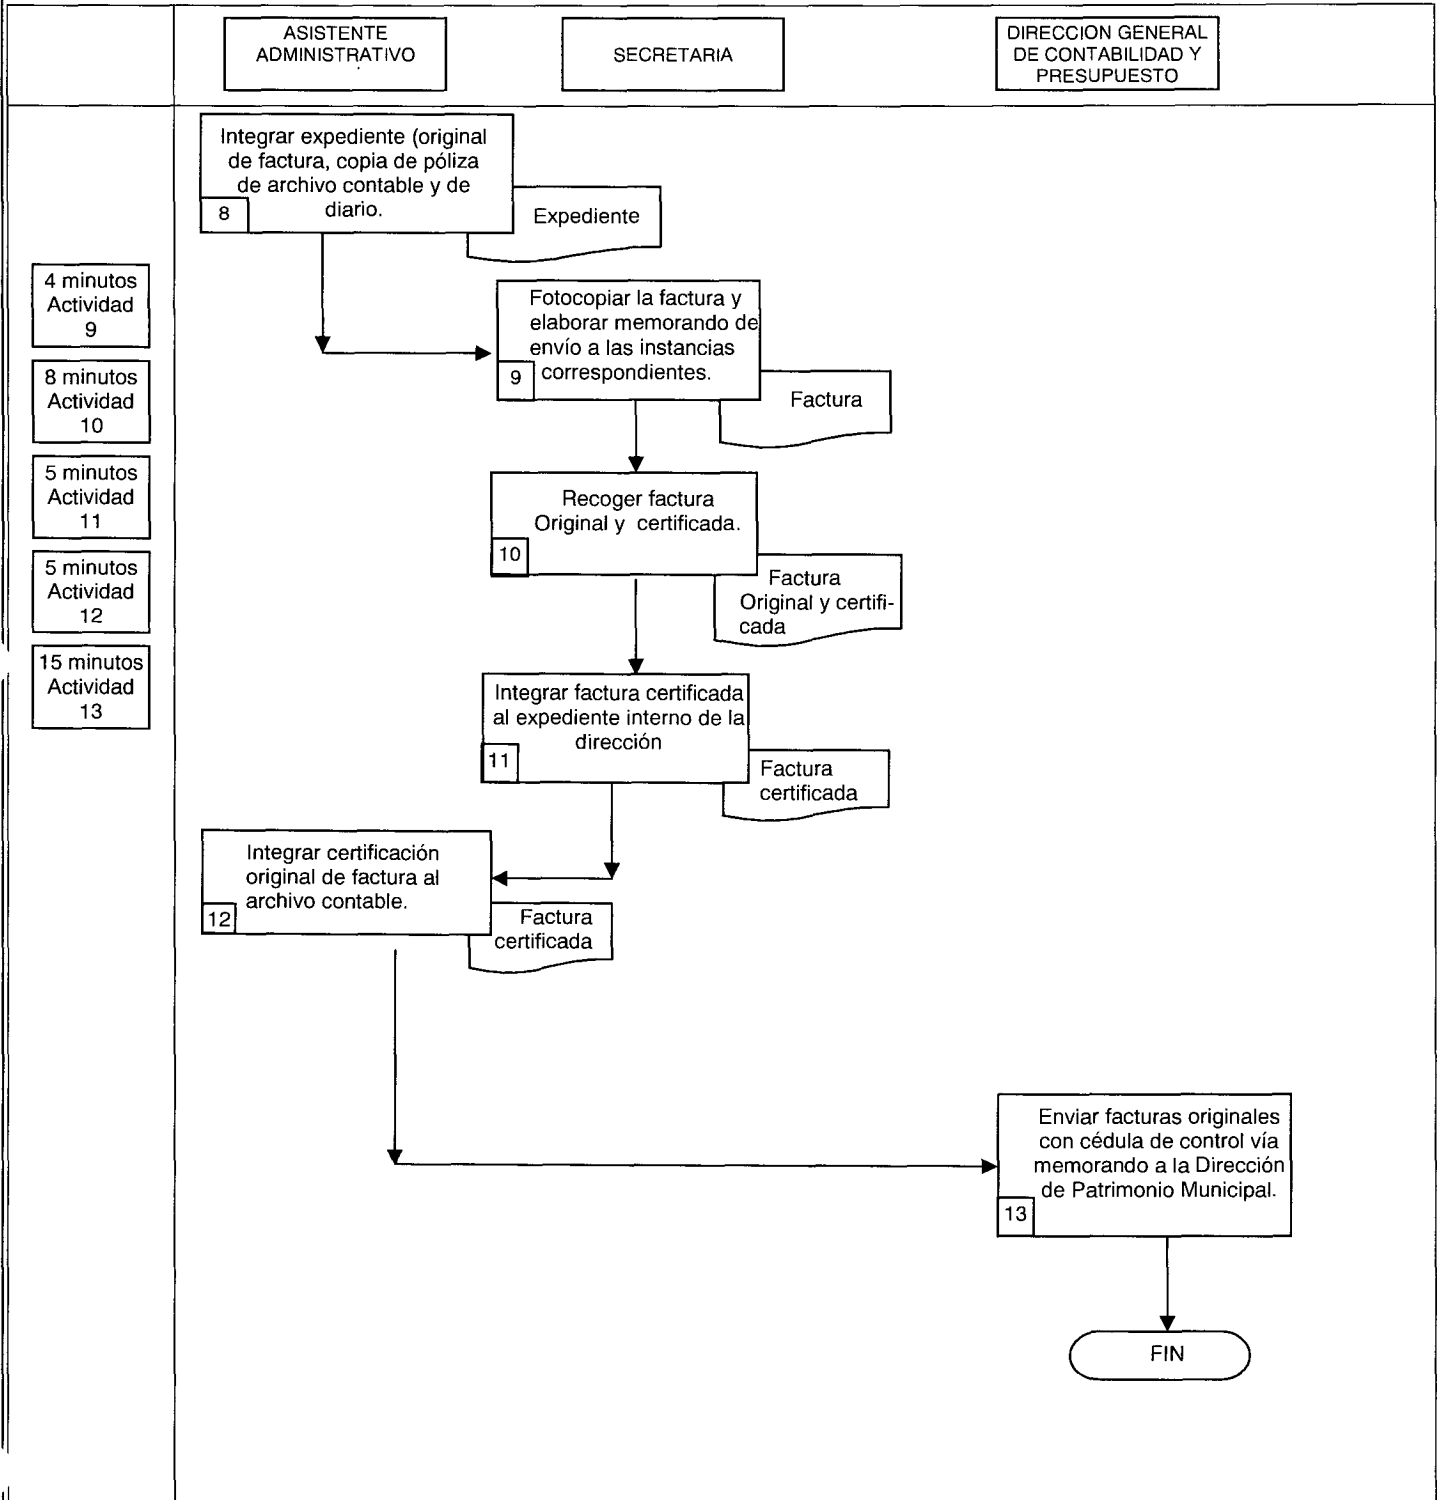 ASISTENTE
ADMINISTRATIVO
SECRETARIA
DIRECCION GENERAL
DE CONTABILIDAD Y
PRESUPUESTO
Integrar expediente (original
de factura, copia de póliza
de archivo contable y de
diario.
8
Expediente
4 minutos
Actividad
9
8 minutos
Actividad
10
5 minutos
Actividad
11
5 minutos
Actividad
12
15 minutos
Actividad
13
Fotocopiar la factura y
elaborar memorando de
envío a las instancias
correspondientes.
9
Factura
Recoger factura
Original y certificada.
10
Factura
Original y certifi-
cada
Integrar factura certificada
al expediente interno de la
dirección
11
Factura
certificada
Integrar certificación
original de factura al
archivo contable.
12
Factura
certificada
Enviar facturas originales
con cédula de control vía
memorando a la Dirección
de Patrimonio Municipal.
13
FIN